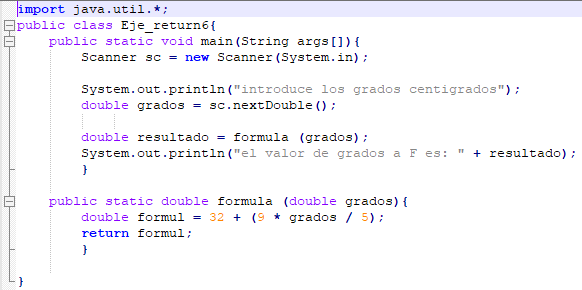 import java.util.*;
public class Eje_return6{
    public static void main(String args[]){
        Scanner sc = new Scanner(System.in);

        System.out.println("introduce los grados centigrados");
        double grados = sc.nextDouble();

        double resultado = formula (grados);
        System.out.println("el valor de grados a F es: " + resultado);
        }

    public static double formula (double grados){
        double formul = 32 + (9 * grados / 5);
        return formul;
        }

}